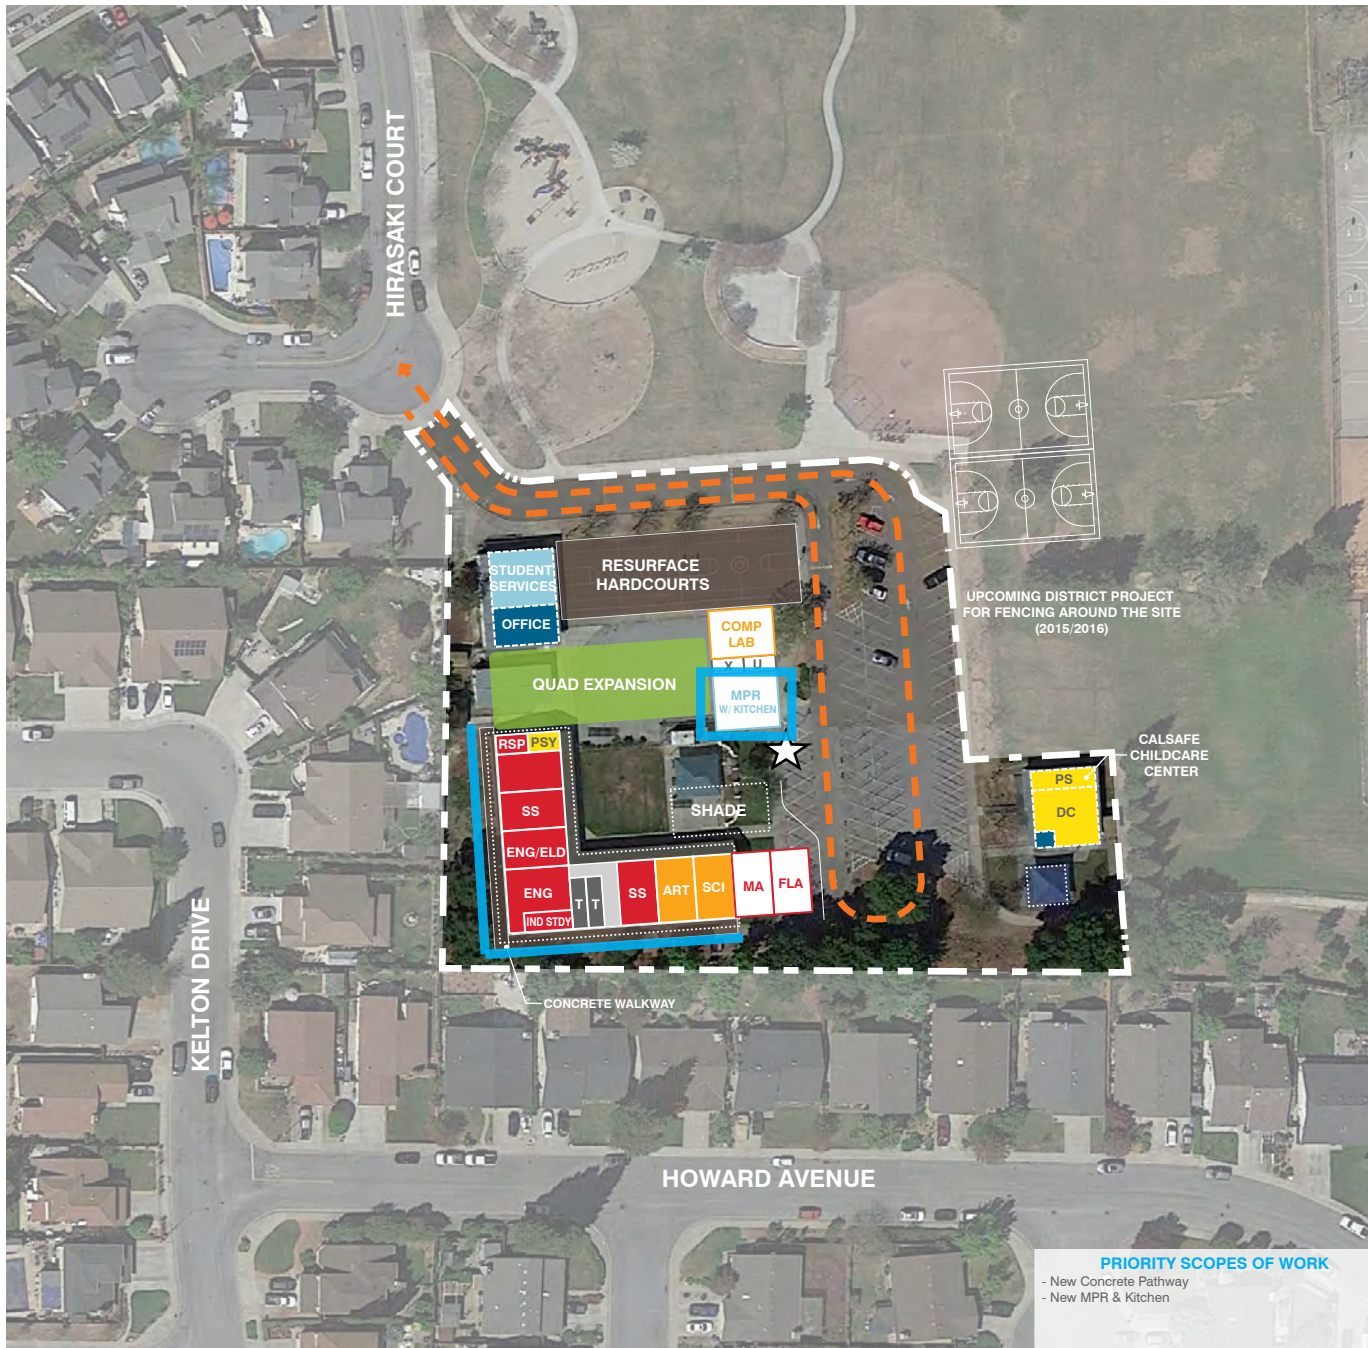 HIRASAKI COURT
STUDENT
SERVICES
OFFICE
RESURFACE
HARDCOURTS
COMP
LAB
X U
MPR
W/ KITCHEN
QUAD EXPANSION
UPCOMING DISTRICT PROJECT
FOR FENCING AROUND THE SITE
(2015/2016)
CALSAFE
CHILDCARE
CENTER
PS
DC
RSP PSY
SS
ENG/ELD
ENG
IND STDY
T T
SS
ART
SCI
MA
FLA
SHADE
CONCRETE WALKWAY
KELTON DRIVE
HOWARD AVENUE
PRIORITY SCOPES OF WORK
- New Concrete Pathway
- New MPR & Kitchen